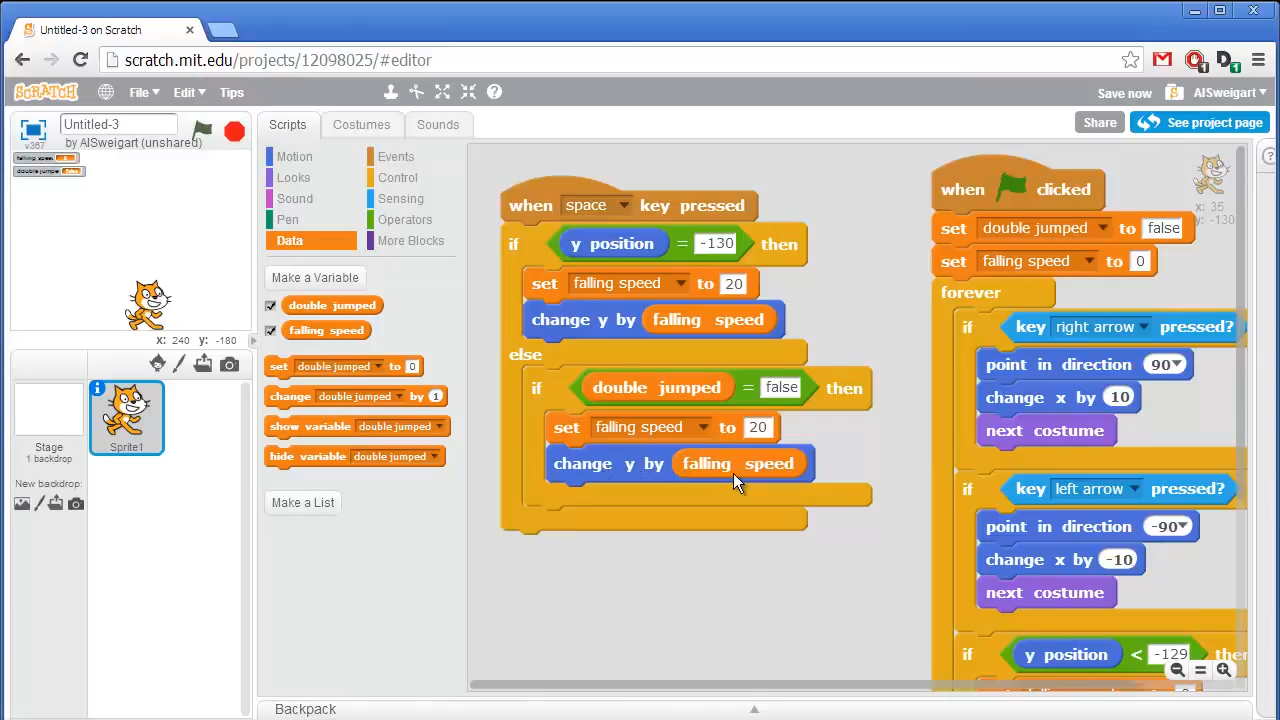 Untitled-3 on Scratch
scratch.mit.edu/projects/12098025/#editor
SCRATCH File Edit Tips Save now AlSweigart
Untitled-3
v367
by AlSweigart (unshared)
Scripts Costumes Sounds Share See project page
falling speed
double jumped
x: 240 y: -180
Motion Events
Looks Control
Sound Sensing
Pen Operators
Data More Blocks
Make a Variable
double jumped
falling speed
set double jumped to 0
change double jumped by 1
show variable double jumped
hide variable double jumped
Make a List
Stage
1 backdrop
Sprite1
New backdrop:
when space key pressed
if y position = -130 then
set falling speed to 20
change y by falling speed
else
if double jumped = false then
set falling speed to 20
change y by falling speed
when clicked
set double jumped to false
set falling speed to 0
forever
if key right arrow pressed?
point in direction 90
change x by 10
next costume
if key left arrow pressed?
point in direction -90
change x by -10
next costume
if y position < -129 then
x: 35
y: -130
Backpack